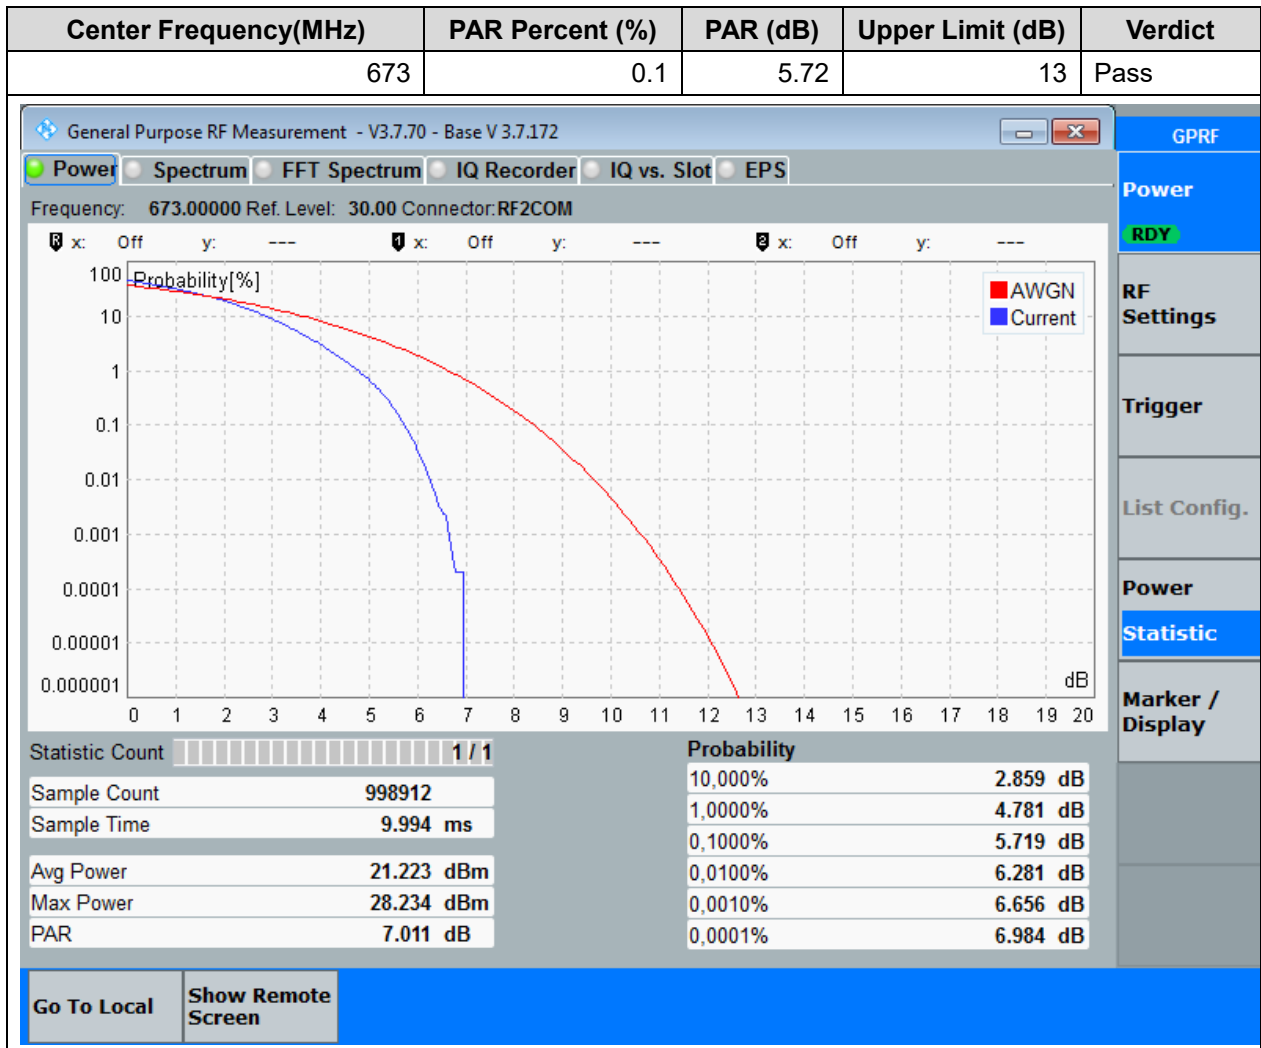 Center Frequency(MHz) PAR Percent (%) PAR (dB) Upper Limit (dB) Verdict
673 0.1 5.72 13 Pass
General Purpose RF Measurement - V3.7.70 - Base V 3.7.172
GPRF
Power Spectrum FFT Spectrum IQ Recorder IQ vs. Slot EPS
Power
RDY
Frequency: 673.00000 Ref. Level: 30.00 Connector:RF2COM
R x: Off y: --- 1 x: Off y: --- 2 x: Off y: ---
Probability[%]
AWGN
Current
100
10
1
0.1
0.01
0.001
0.0001
0.00001
0.000001
dB
0 1 2 3 4 5 6 7 8 9 10 11 12 13 14 15 16 17 18 19 20
RF
Settings
Trigger
List Config.
Power
Statistic
Marker /
Display
Statistic Count 1 / 1
Sample Count 998912
Sample Time 9.994 ms
Avg Power 21.223 dBm
Max Power 28.234 dBm
PAR 7.011 dB
Probability
10,000% 2.859 dB
1,0000% 4.781 dB
0,1000% 5.719 dB
0,0100% 6.281 dB
0,0010% 6.656 dB
0,0001% 6.984 dB
Go To Local
Show Remote
Screen